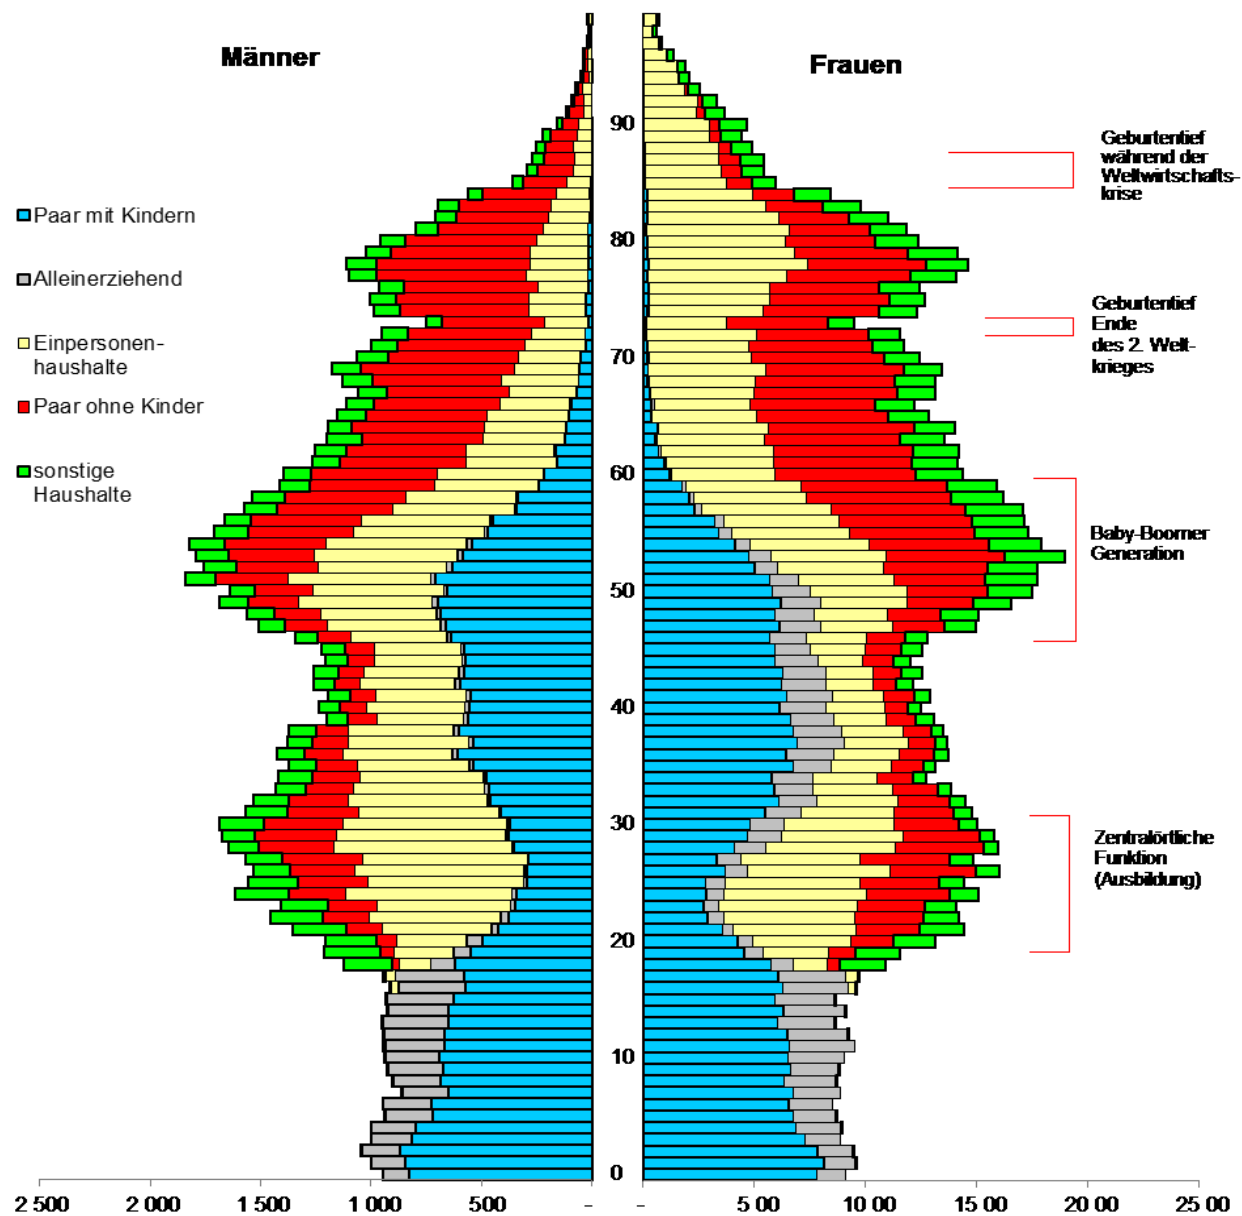 Männer
Frauen
90
Geburtentief
während der
Weltwirtschafts-
krise
Paar mit Kindern
80
Alleinerziehend
Geburtentief
Ende
des 2. Welt-
krieges
Einpersonen-
haushalte
70
Paar ohne Kinder
sonstige
Haushalte
60
Baby-Boomer
Generation
50
40
30
Zentralörtliche
Funktion
(Ausbildung)
20
10
0
2 500 2 000 1 500 1 000 500 - - 5 00 10 00 15 00 20 00 25 00